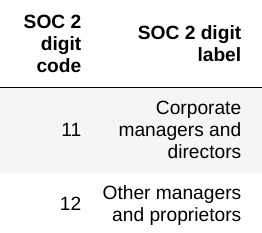 SOC 2
digit
code
SOC 2 digit
label
11
Corporate
managers and
directors
12
Other managers
and proprietors